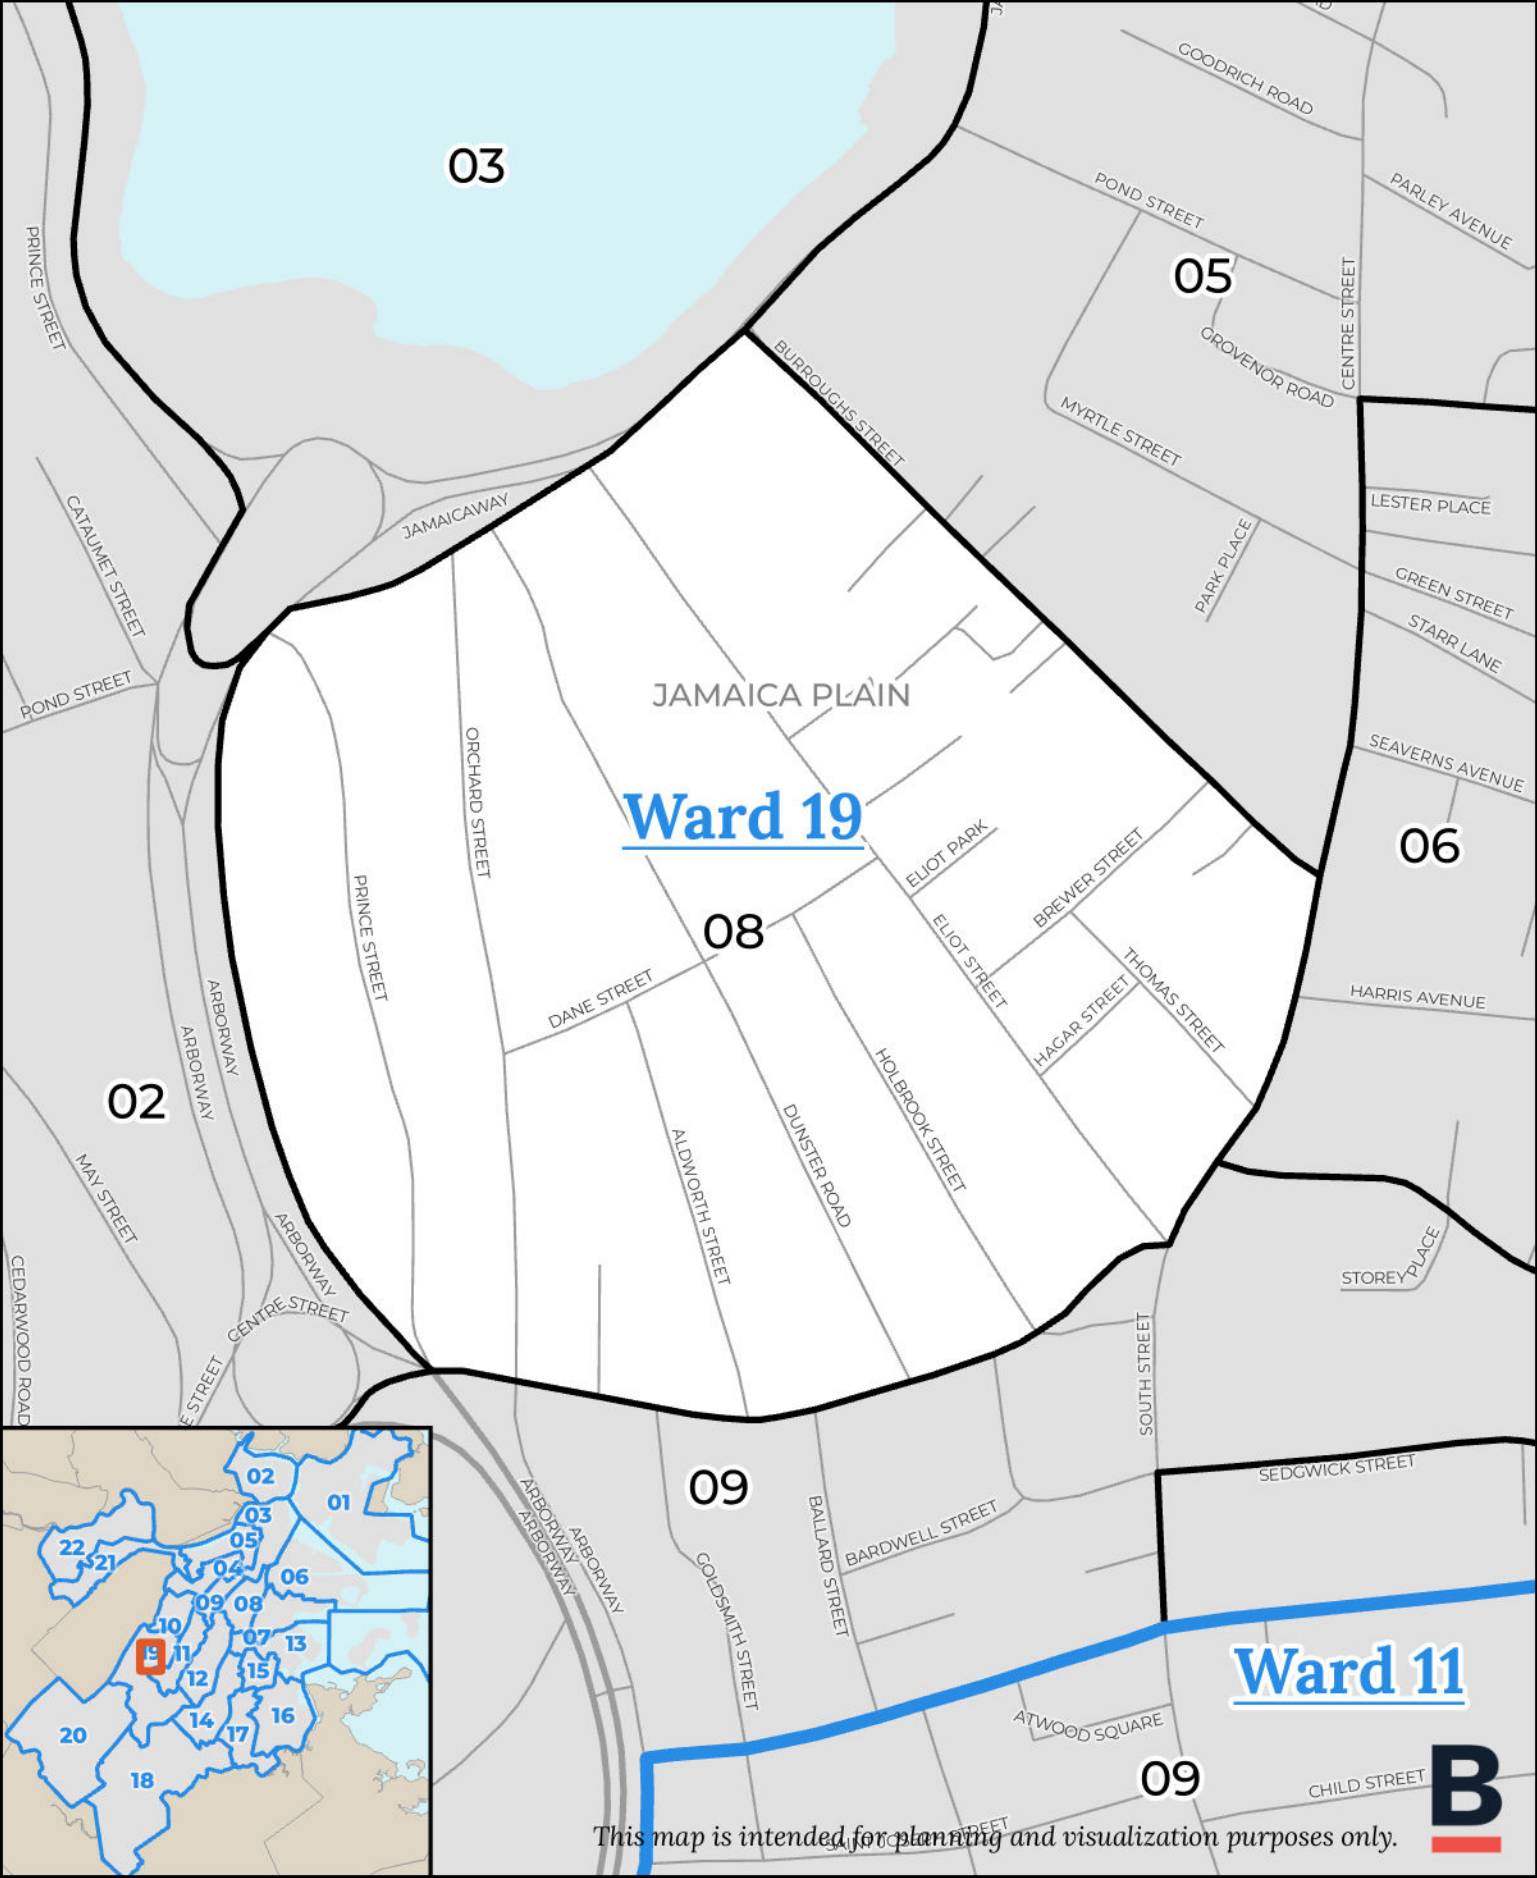 GOODRICH ROAD
03
PARLEY AVENUE
POND STREET
05
PRINCE STREET
CENTRE STREET
BURROUGHS STREET
GROVENOR ROAD
MYRTLE STREET
CATAUMET STREET
JAMAICAWAY
LESTER PLACE
PARK PLACE
GREEN STREET
STARR LANE
POND STREET
JAMAICA PLAIN
ORCHARD STREET
SEAVERNS AVENUE
Ward 19
06
ELIOT PARK
BREWER STREET
PRINCE STREET
08
ELIOT STREET
THOMAS STREET
DANE STREET
HAGAR STREET
HARRIS AVENUE
ARBORWAY
ARBORWAY
02
HOLBROOK STREET
DUNSTER ROAD
ALDWORTH STREET
MAY STREET
ARBORWAY
STOREY PLACE
CEDARWOOD ROAD
CENTRE STREET
SOUTH STREET
E STREET
SEDGWICK STREET
09
ARBORWAY
ARBORWAY
ARBORWAY
BALLARD STREET
BARDWELL STREET
GOLDSMITH STREET
02
01
03
05
22
21
04
06
09
08
10
07
13
19
11
12
15
16
14
17
20
18
Ward 11
ATWOOD SQUARE
09
CHILD STREET
B
SAINT JOSEPH STREET
This map is intended for planning and visualization purposes only.